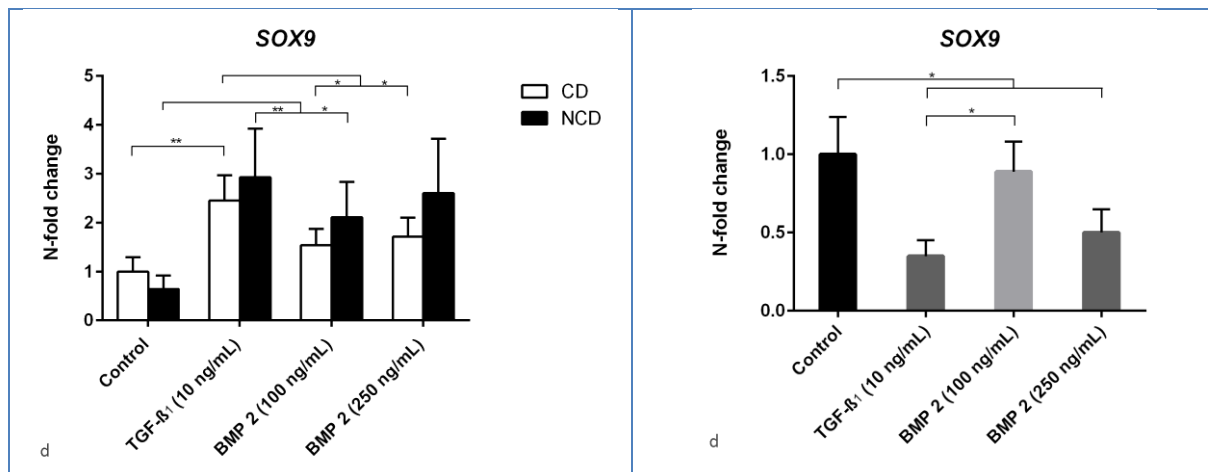 SOX9
5
4
3
2
1
0
N-fold change
* *
** *
**
CD
NCD
Control
TGF-ß₁ (10 ng/mL)
BMP 2 (100 ng/mL)
BMP 2 (250 ng/mL)
d
SOX9
1.5
1.0
0.5
0.0
N-fold change
*
*
Control
TGF-ß₁ (10 ng/mL)
BMP 2 (100 ng/mL)
BMP 2 (250 ng/mL)
d